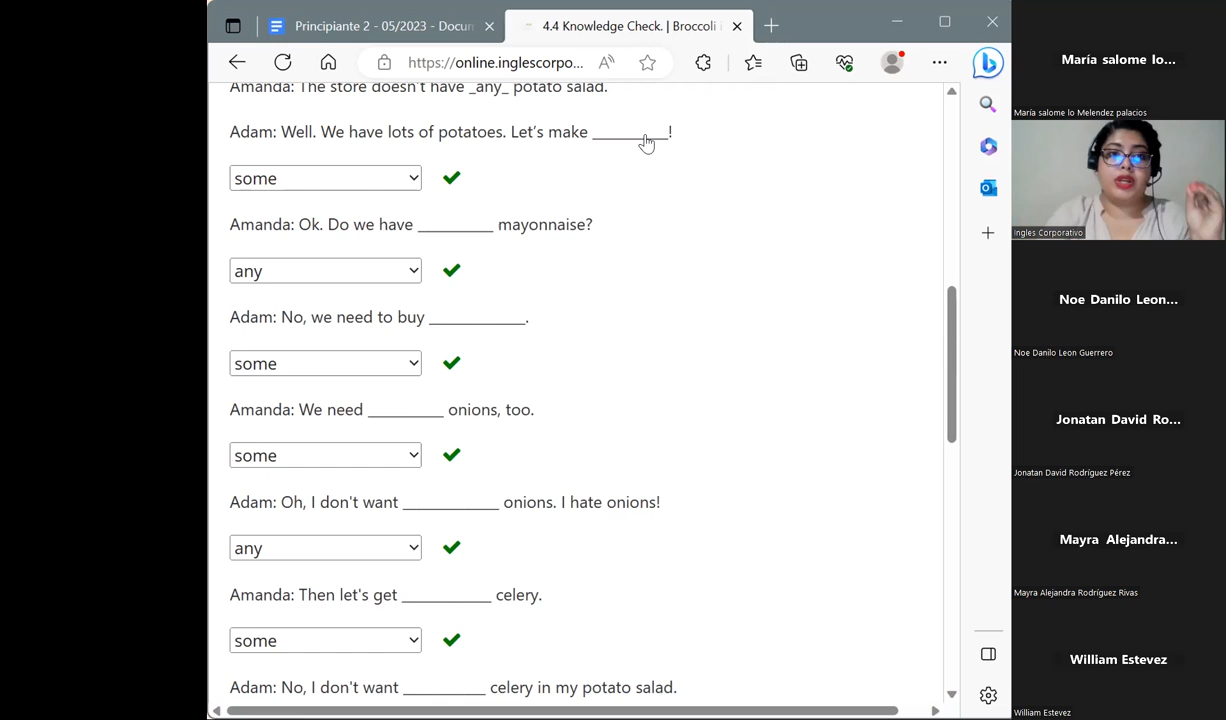 Principiante 2 - 05/2023 - Docum
4.4 Knowledge Check. | Broccoli i
https://online.inglescorpo...
Amanda: The store doesn't have _any_ potato salad.
Adam: Well. We have lots of potatoes. Let's make _________!
some
Amanda: Ok. Do we have _________ mayonnaise?
any
Adam: No, we need to buy ___________.
some
Amanda: We need _________ onions, too.
some
Adam: Oh, I don't want ___________ onions. I hate onions!
any
Amanda: Then let's get ___________ celery.
some
Adam: No, I don't want __________ celery in my potato salad.
María salome lo...
María salome lo Melendez palacios
Ingles Corporativo
Noe Danilo Leon...
Noe Danilo Leon Guerrero
Jonatan David Ro...
Jonatan David Rodríguez Pérez
Mayra Alejandra...
Mayra Alejandra Rodríguez Rivas
William Estevez
William Estevez